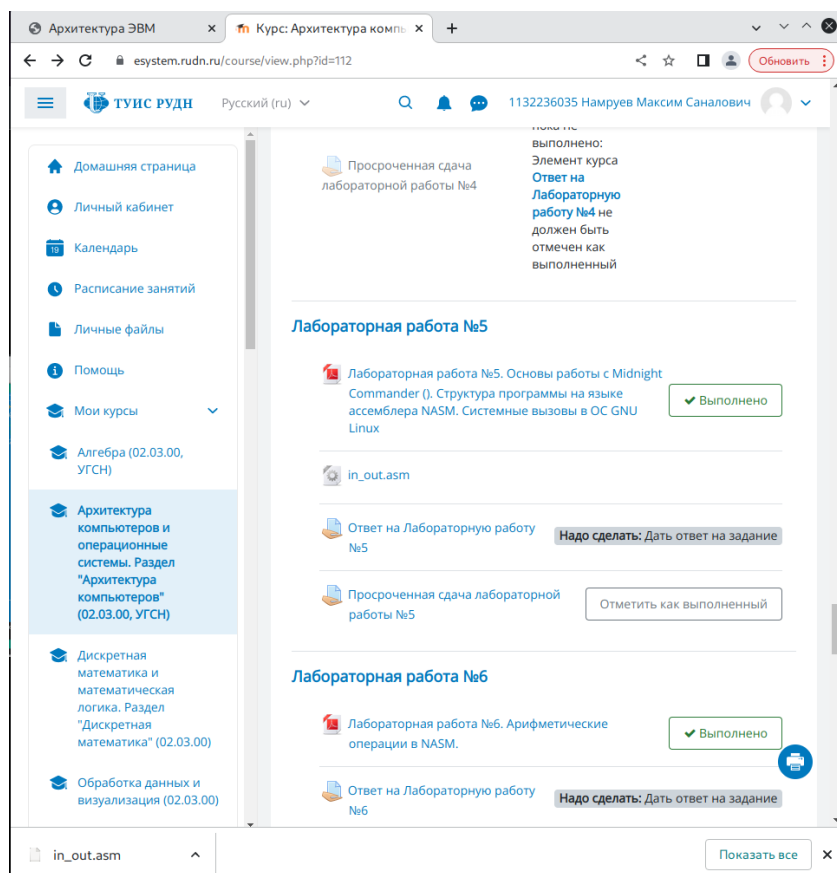 Архитектура ЭВМ
Курс: Архитектура компь
esystem.rudn.ru/course/view.php?id=112
Обновить
ТУИС РУДН
Русский (ru)
1132236035 Намруев Максим Саналович
Домашняя страница
Личный кабинет
19
Календарь
Расписание занятий
Личные файлы
Помощь
Мои курсы
Алгебра (02.03.00,
УГСН)
Архитектура
компьютеров и
операционные
системы. Раздел
"Архитектура
компьютеров"
(02.03.00, УГСН)
Дискретная
математика и
математическая
логика. Раздел
"Дискретная
математика" (02.03.00)
Обработка данных и
визуализация (02.03.00)
Просроченная сдача
лабораторной работы №4
пока не
выполнено:
Элемент курса
Ответ на
Лабораторную
работу №4 не
должен быть
отмечен как
выполненный
Лабораторная работа №5
Лабораторная работа №5. Основы работы с Midnight
Commander (). Структура программы на языке
ассемблера NASM. Системные вызовы в ОС GNU
Linux
Выполнено
in_out.asm
Ответ на Лабораторную работу
№5
Надо сделать: Дать ответ на задание
Просроченная сдача лабораторной
работы №5
Отметить как выполненный
Лабораторная работа №6
Лабораторная работа №6. Арифметические
операции в NASM.
Выполнено
Ответ на Лабораторную работу
№6
Надо сделать: Дать ответ на задание
in_out.asm
Показать все